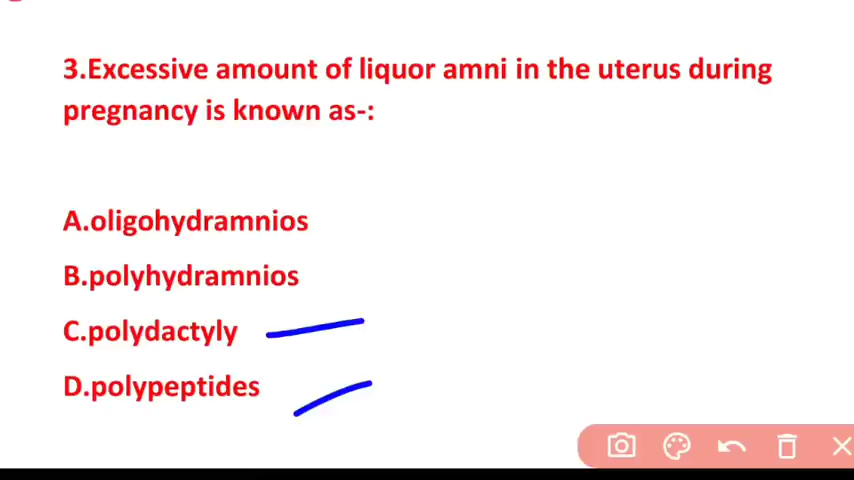 3.Excessive amount of liquor amni in the uterus during
pregnancy is known as-:
A.oligohydramnios
B.polyhydramnios
C.polydactyly
D.polypeptides